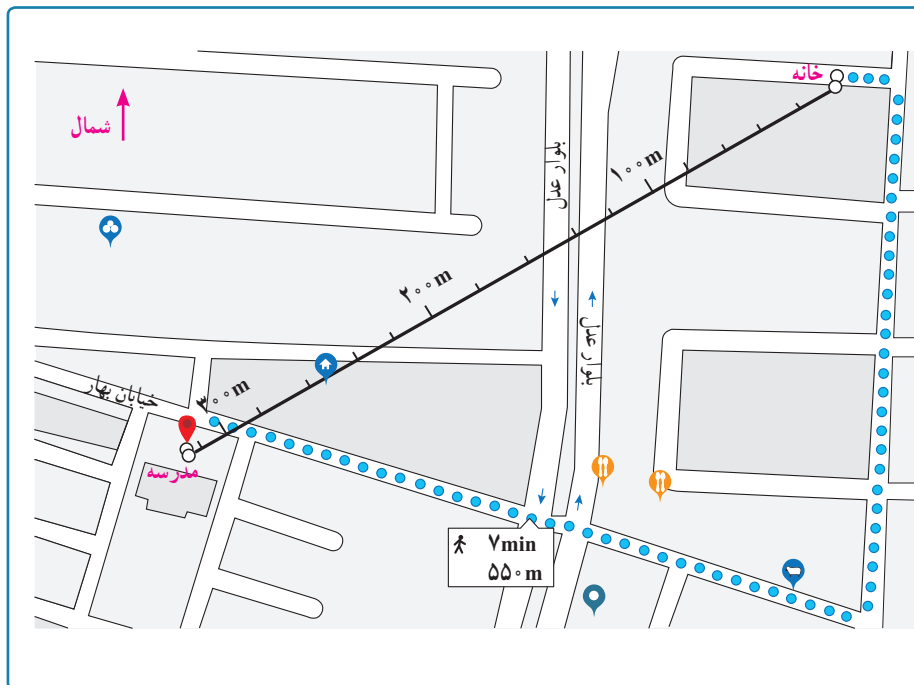 خانه
شمال
بلوار عدل
۱۰۰m
۲۰۰m
بلوار عدل
خیابان بهار
۳۰۰m
مدرسه
۷min
۵۵۰m